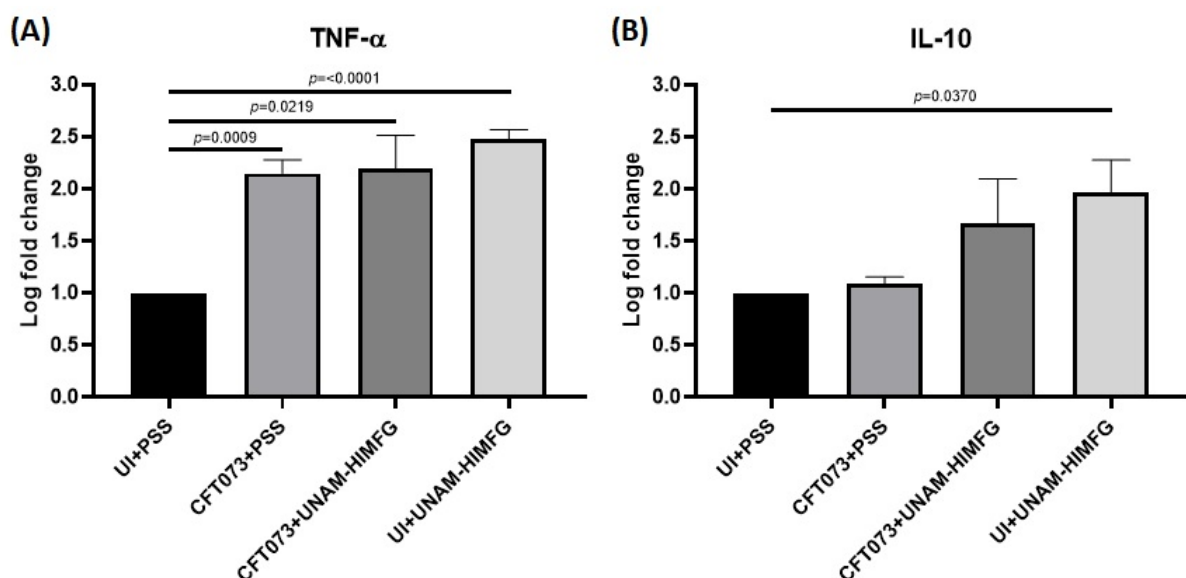 (A)
TNF-α
Log fold change
3.0
2.5
2.0
1.5
1.0
0.5
0.0
p=<0.0001
p=0.0219
p=0.0009
UI+PSS
CFT073+PSS
CFT073+UNAM-HIMFG
UI+UNAM-HIMFG
(B)
IL-10
Log fold change
3.0
2.5
2.0
1.5
1.0
0.5
0.0
p=0.0370
UI+PSS
CFT073+PSS
CFT073+UNAM-HIMFG
UI+UNAM-HIMFG